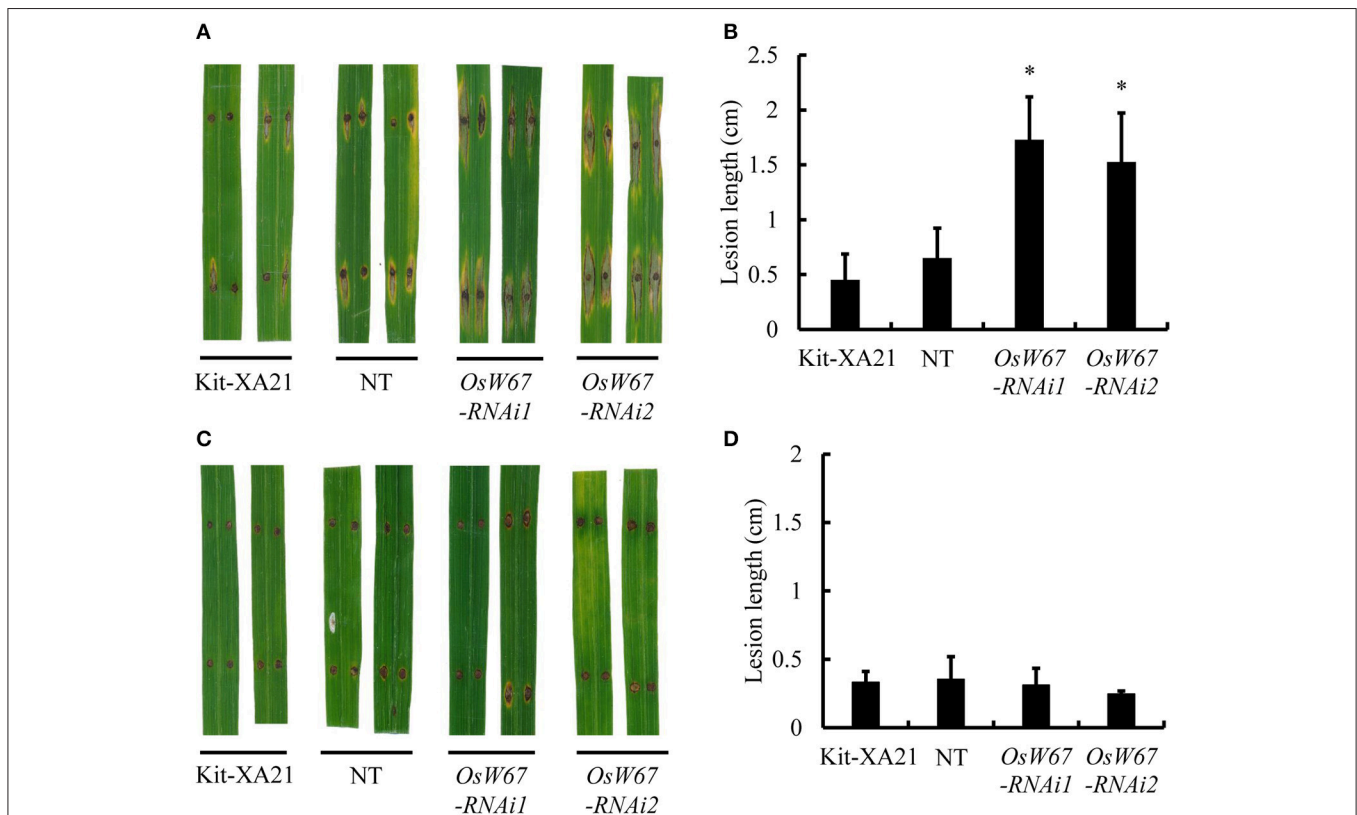 A
Kit-XA21
NT
OsW67
-RNAi1
OsW67
-RNAi2
B
Lesion length (cm)
2.5
2
1.5
1
0.5
0
*
*
Kit-XA21
NT
OsW67
-RNAi1
OsW67
-RNAi2
C
Kit-XA21
NT
OsW67
-RNAi1
OsW67
-RNAi2
D
Lesion length (cm)
2
1.5
1
0.5
0
Kit-XA21
NT
OsW67
-RNAi1
OsW67
-RNAi2